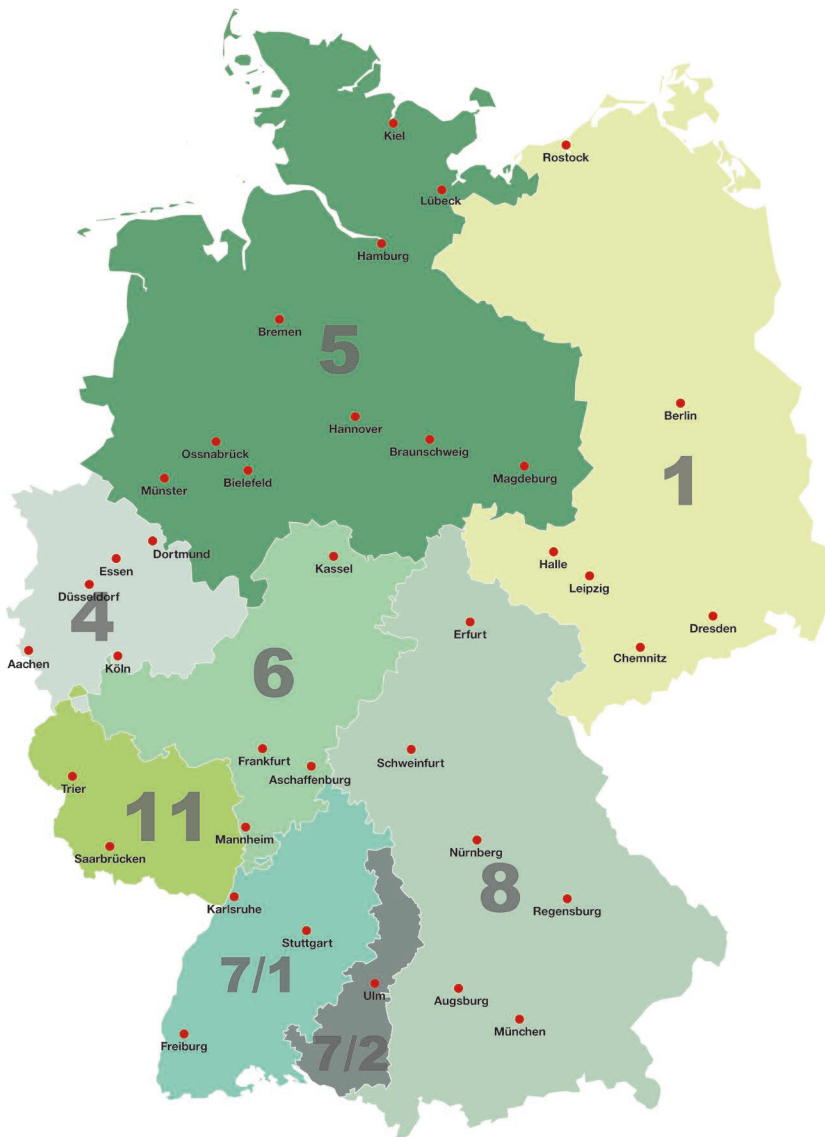 Kiel
Rostock
Lübeck
Hamburg
Bremen
5
Berlin
Hannover
Ossnabrück
Braunschweig
Bielefeld
Magdeburg
Münster
1
Dortmund
Essen
Kassel
Halle
Düsseldorf
Leipzig
4
Erfurt
Dresden
Aachen
Köln
Chemnitz
6
Frankfurt
Schweinfurt
Aschaffenburg
Trier
11
Mannheim
Saarbrücken
Nürnberg
8
Karlsruhe
Regensburg
Stuttgart
7/1
Ulm
Augsburg
München
Freiburg
7/2